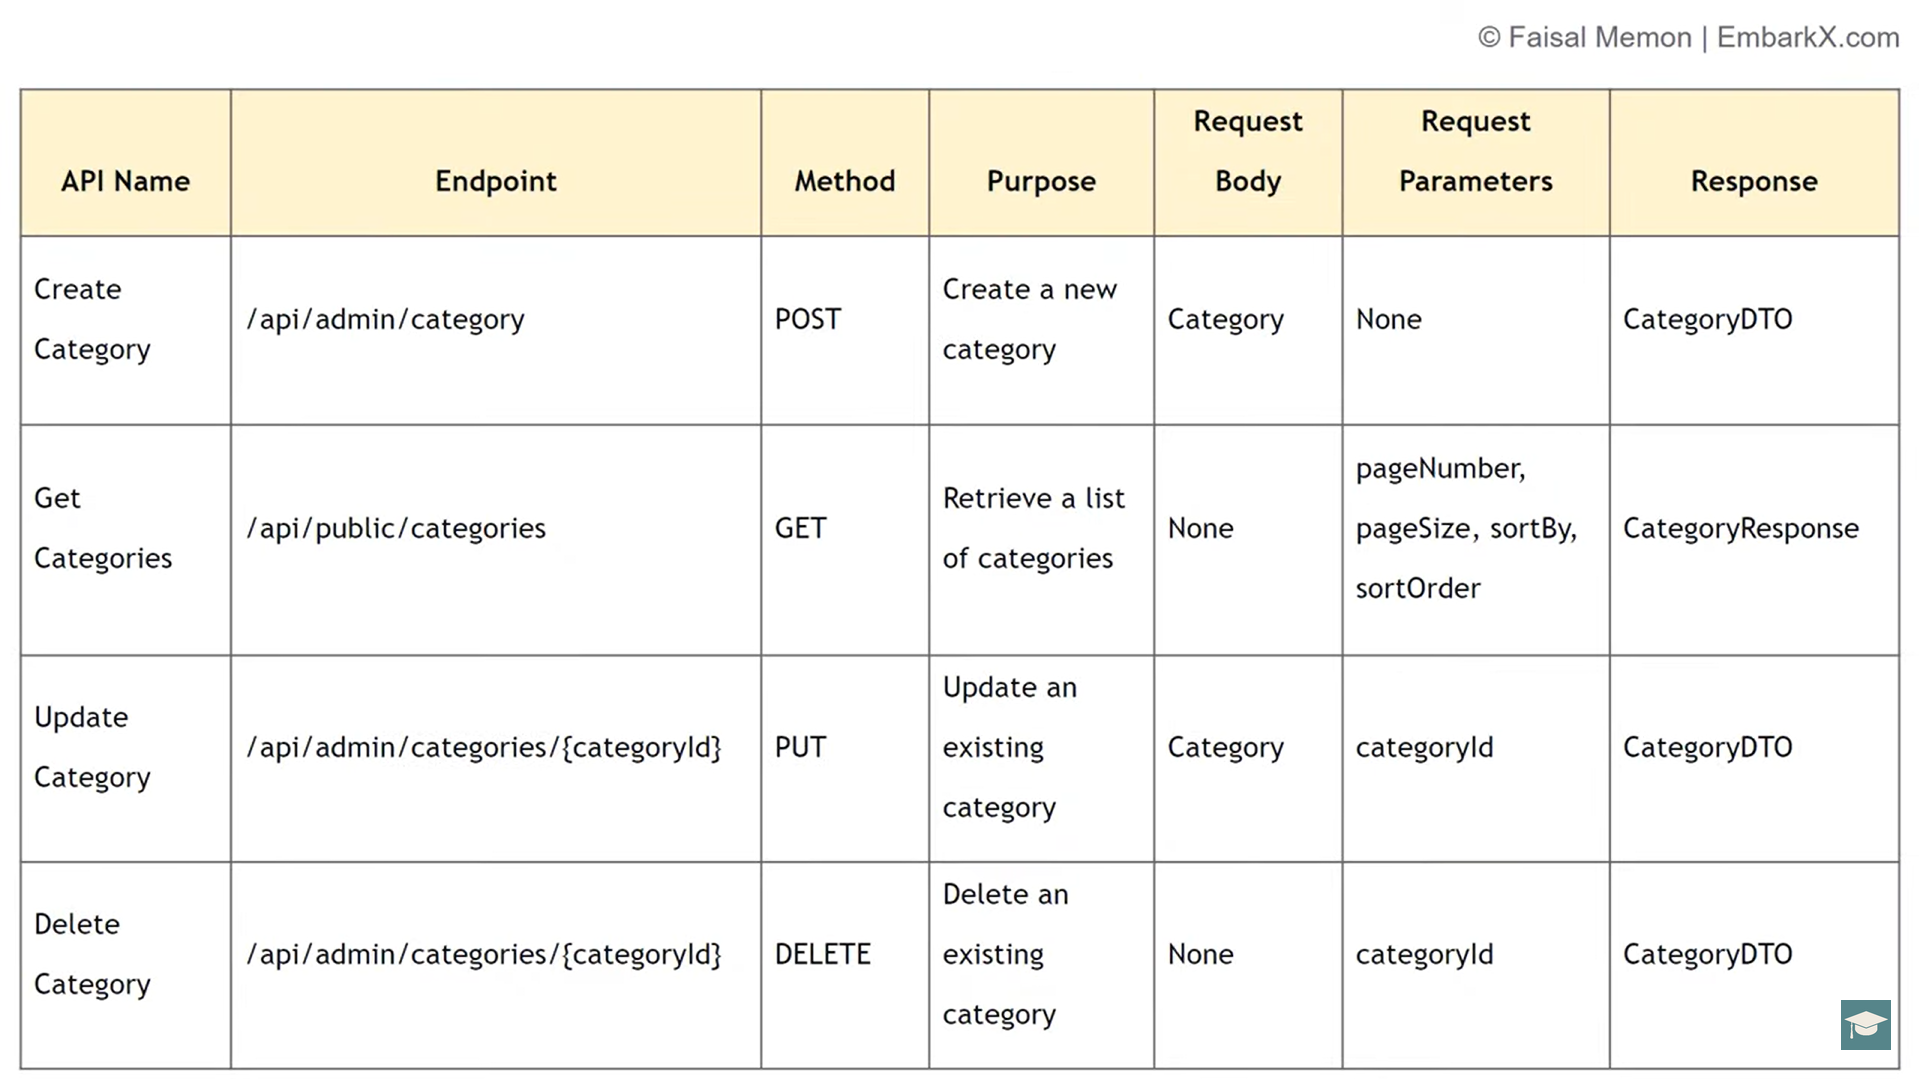 © Faisal Memon | EmbarkX.com
API Name
Endpoint
Method
Purpose
Request
Body
Request
Parameters
Response
Create
Category
/api/admin/category
POST
Create a new
category
Category
None
CategoryDTO
Get
Categories
/api/public/categories
GET
Retrieve a list
of categories
None
pageNumber,
pageSize, sortBy,
sortOrder
CategoryResponse
Update
Category
/api/admin/categories/{categoryId}
PUT
Update an
existing
category
Category
categoryId
CategoryDTO
Delete
Category
/api/admin/categories/{categoryId}
DELETE
Delete an
existing
category
None
categoryId
CategoryDTO